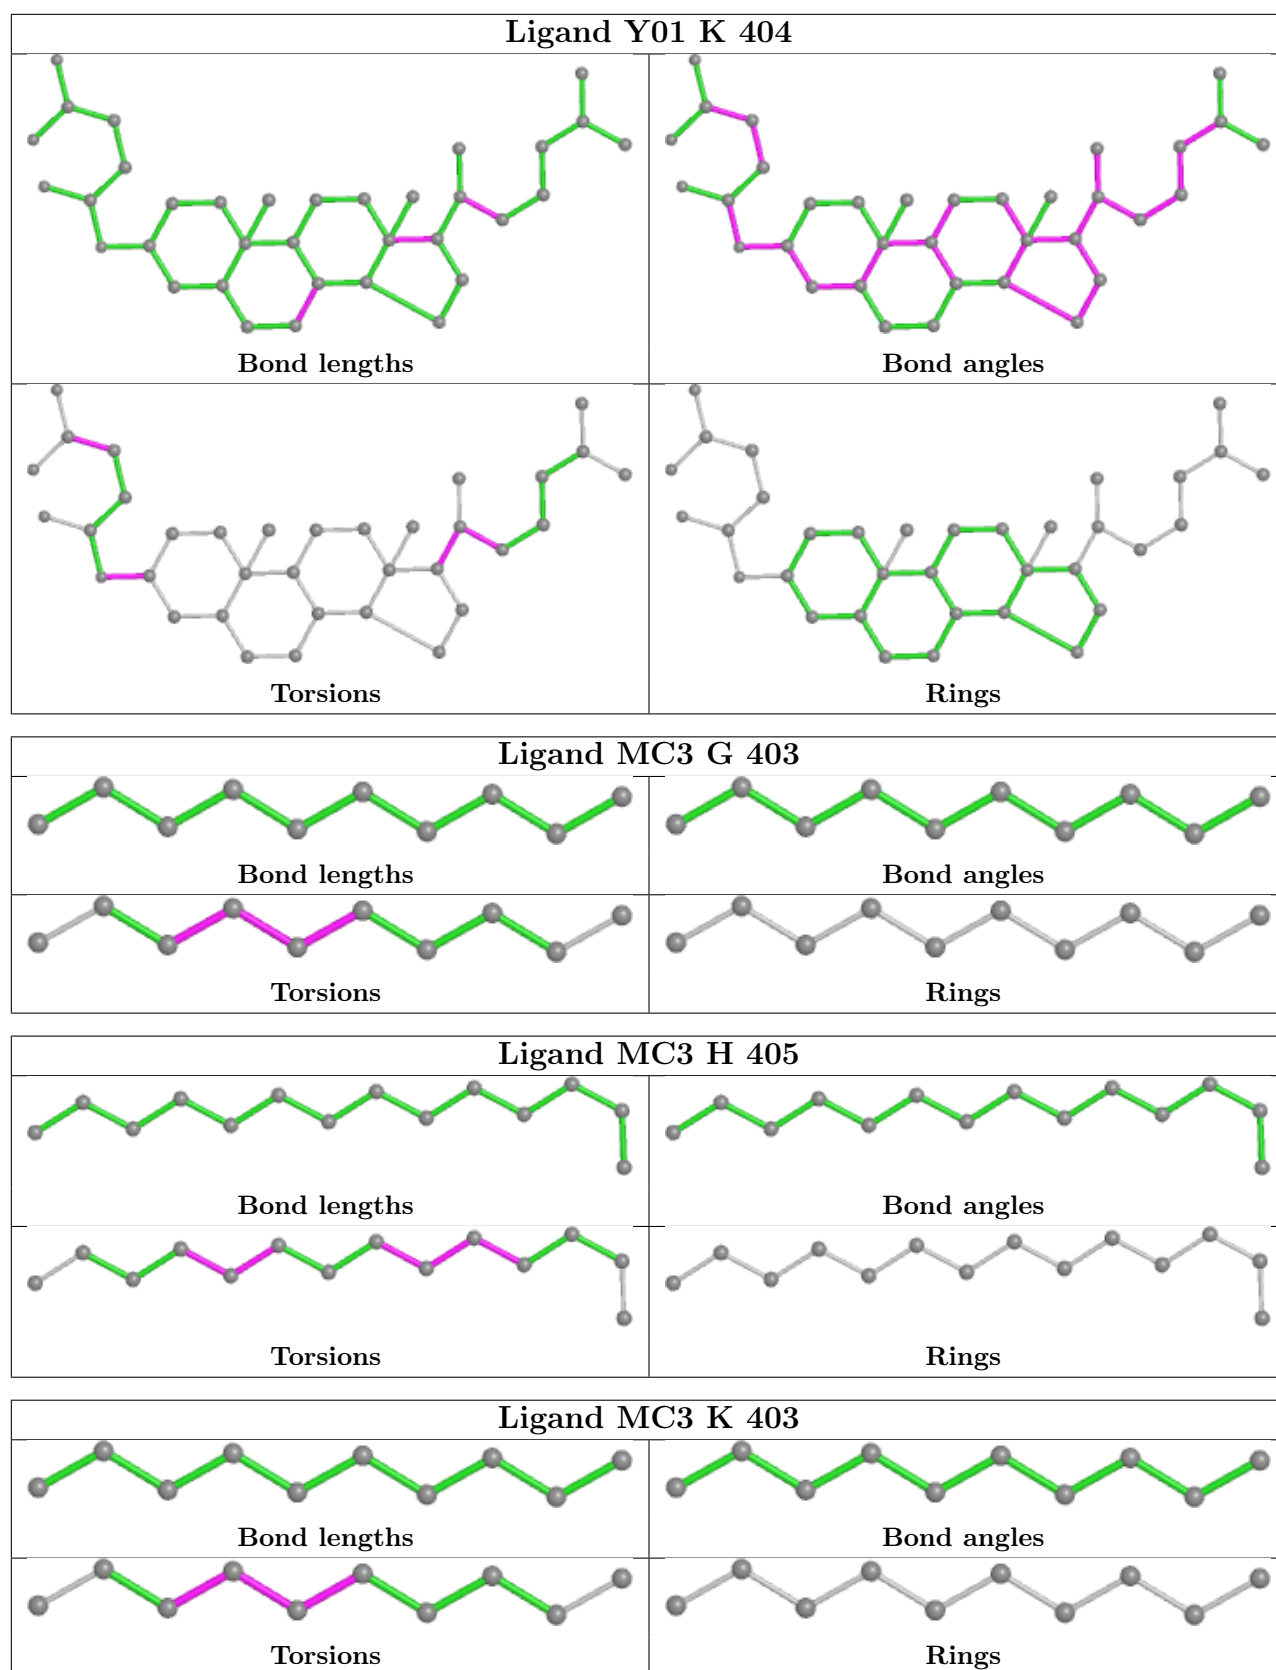 Ligand Y01 K 404
Bond lengths Bond angles
Torsions Rings
Ligand MC3 G 403
Bond lengths Bond angles
Torsions Rings
Ligand MC3 H 405
Bond lengths Bond angles
Torsions Rings
Ligand MC3 K 403
Bond lengths Bond angles
Torsions Rings